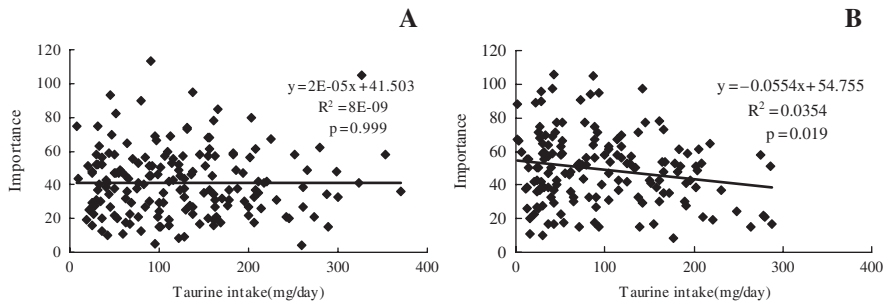 A
120
100
80
60
40
20
0
Importance
y=2E-05x+41.503
R² =8E-09
p=0.999
0 100 200 300 400
Taurine intake(mg/day)
B
120
100
80
60
40
20
0
Importance
y=−0.0554x+54.755
R² =0.0354
p=0.019
0 100 200 300 400
Taurine intake(mg/day)